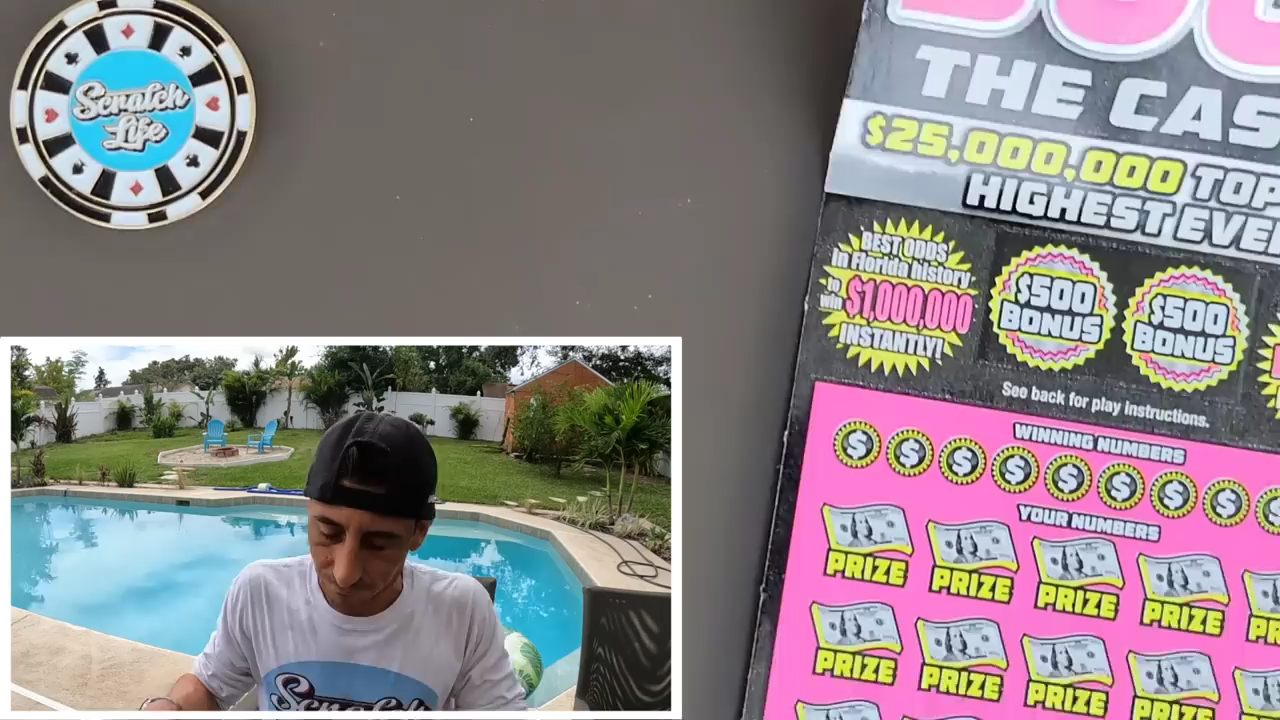 Scratch
Life
THE CAS
$25,000,000 TOP
HIGHEST EVE
BEST ODDS
in Florida history
to
win $1,000,000
INSTANTLY!
$500
BONUS
$500
BONUS
See back for play instructions.
WINNING NUMBERS
$ $ $ $ $ $ $ $ $
YOUR NUMBERS
PRIZE PRIZE PRIZE PRIZE
PRIZE PRIZE PRIZE PRIZE
Scratch